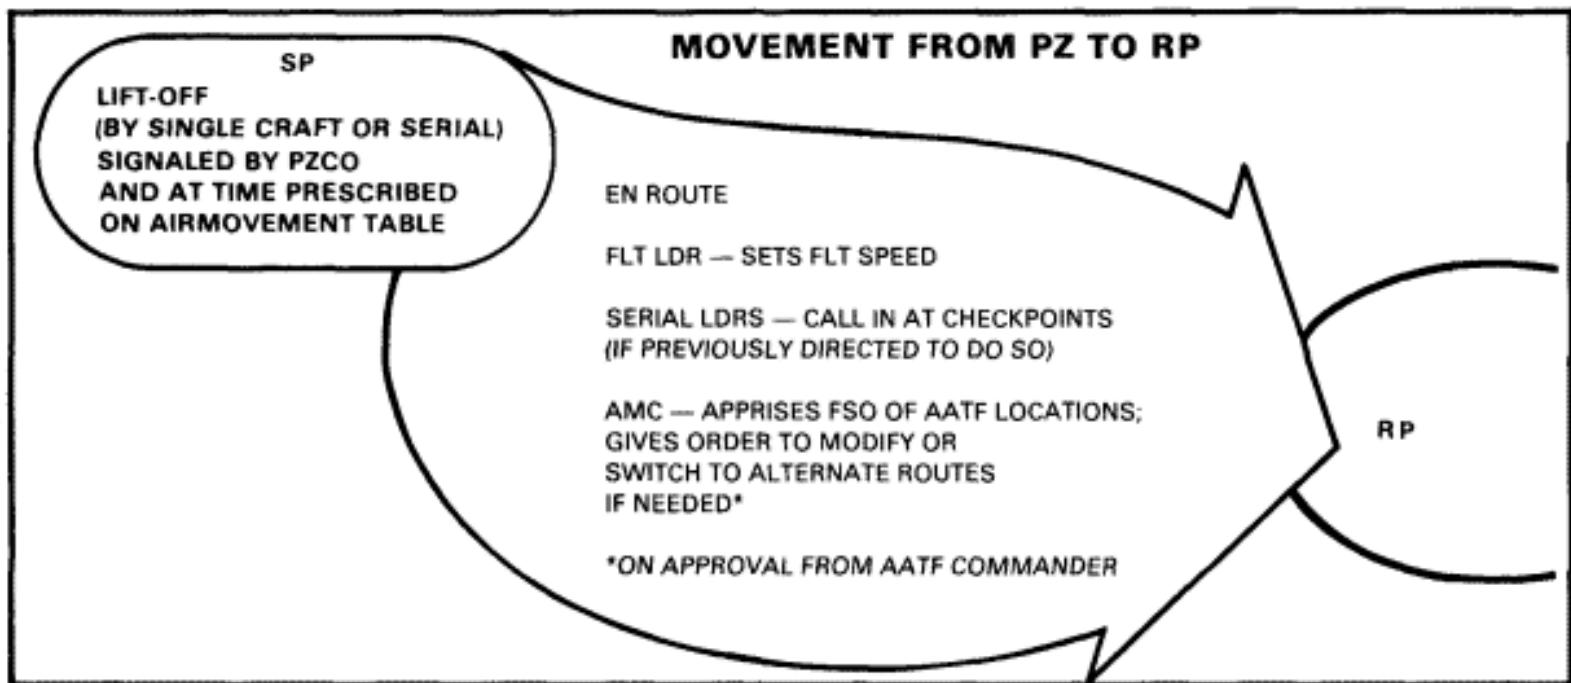 MOVEMENT FROM PZ TO RP
SP
LIFT-OFF
(BY SINGLE CRAFT OR SERIAL)
SIGNALED BY PZCO
AND AT TIME PRESCRIBED
ON AIRMOVEMENT TABLE
EN ROUTE
FLT LDR — SETS FLT SPEED
SERIAL LDRS — CALL IN AT CHECKPOINTS
(IF PREVIOUSLY DIRECTED TO DO SO)
AMC — APPRISES FSO OF AATF LOCATIONS;
GIVES ORDER TO MODIFY OR
SWITCH TO ALTERNATE ROUTES
IF NEEDED*
*ON APPROVAL FROM AATF COMMANDER
RP